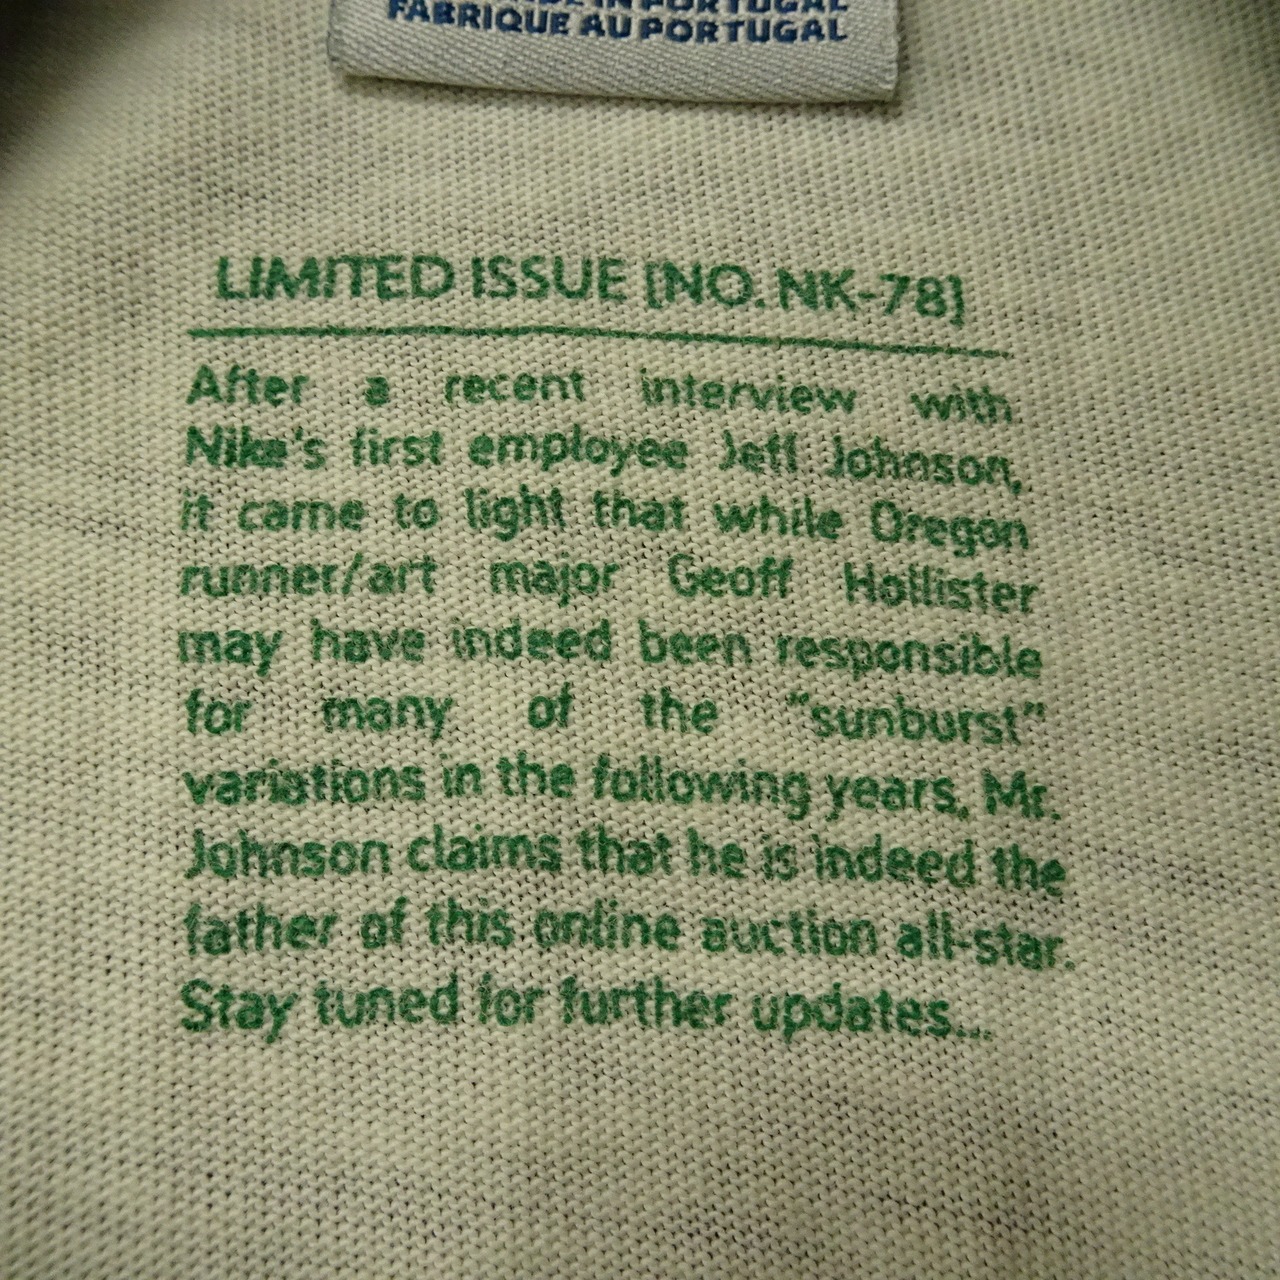 MADE IN PORTUGAL
FABRIQUE AU PORTUGAL
LIMITED ISSUE [NO. NK-78]
After a recent interview with
Nike's first employee Jeff Johnson,
it came to light that while Oregon
runner/art major Geoff Hollister
may have indeed been responsible
for many of the "sunburst"
variations in the following years, Mr.
Johnson claims that he is indeed the
father of this online auction all-star.
Stay tuned for further updates...